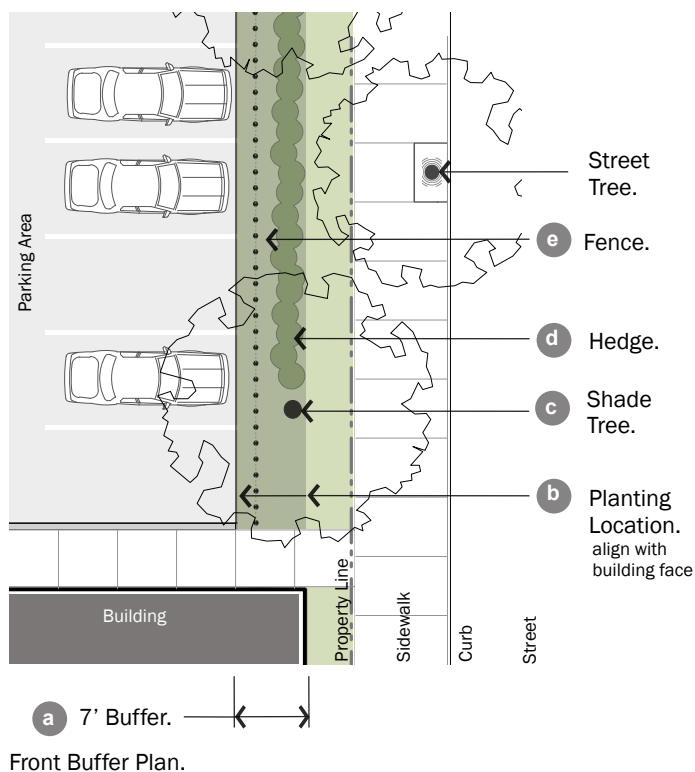 Parking Area
Street
Tree.
e Fence.
d Hedge.
c Shade
Tree.
b Planting
Location.
align with
building face
Building
Property Line
Sidewalk
Curb
Street
a 7’ Buffer.
Front Buffer Plan.